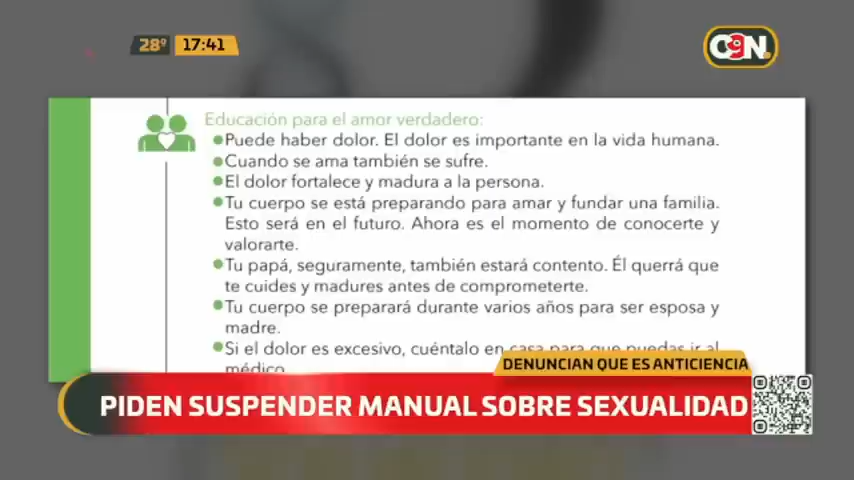 28º 17:41
C9N.
Educación para el amor verdadero:
Puede haber dolor. El dolor es importante en la vida humana.
Cuando se ama también se sufre.
El dolor fortalece y madura a la persona.
Tu cuerpo se está preparando para amar y fundar una familia.
Esto será en el futuro. Ahora es el momento de conocerte y
valorarte.
Tu papá, seguramente, también estará contento. Él querrá que
te cuides y madures antes de comprometerte.
Tu cuerpo se preparará durante varios años para ser esposa y
madre.
Si el dolor es excesivo, cuéntalo en casa para que puedas ir al
médico.
DENUNCIAN QUE ES ANTICIENCIA
PIDEN SUSPENDER MANUAL SOBRE SEXUALIDAD